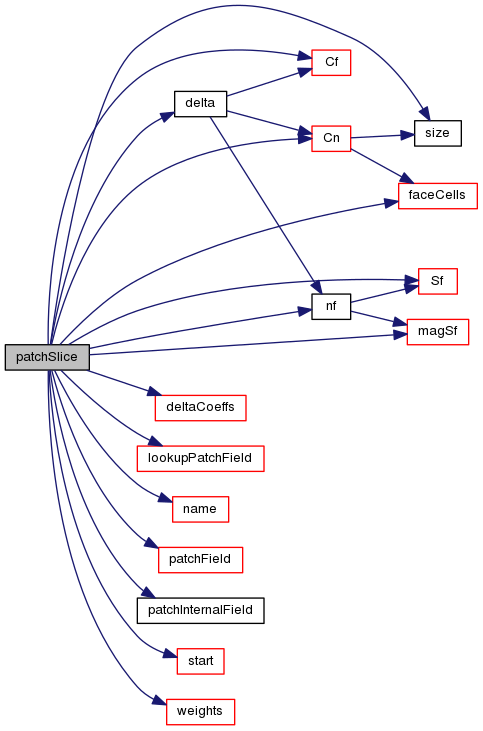 Cf
delta
size
Cn
faceCells
Sf
nf
magSf
patchSlice
deltaCoeffs
lookupPatchField
name
patchField
patchInternalField
start
weights